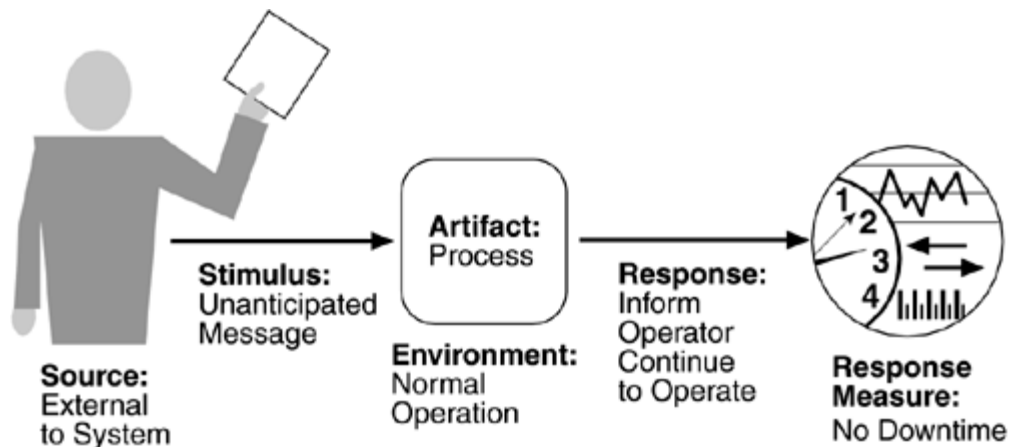 Source:
External
to System
Stimulus:
Unanticipated
Message
Artifact:
Process
Environment:
Normal
Operation
Response:
Inform
Operator
Continue
to Operate
1
2
3
4
Response
Measure:
No Downtime